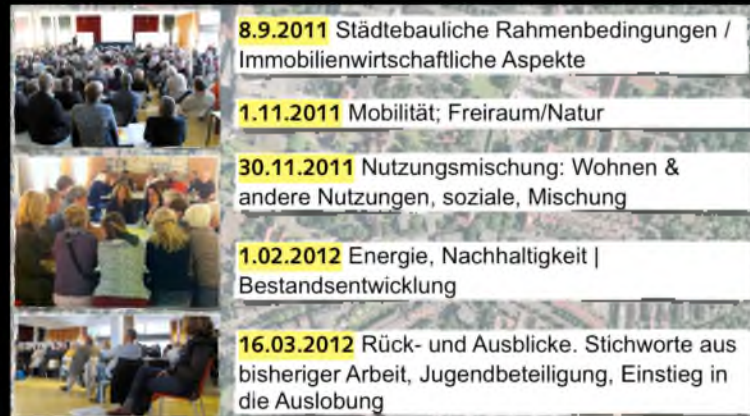 8.9.2011 Städtebauliche Rahmenbedingungen /
Immobilienwirtschaftliche Aspekte
1.11.2011 Mobilität; Freiraum/Natur
30.11.2011 Nutzungsmischung: Wohnen &
andere Nutzungen, soziale, Mischung
1.02.2012 Energie, Nachhaltigkeit |
Bestandsentwicklung
16.03.2012 Rück- und Ausblicke. Stichworte aus
bisheriger Arbeit, Jugendbeteiligung, Einstieg in
die Auslobung